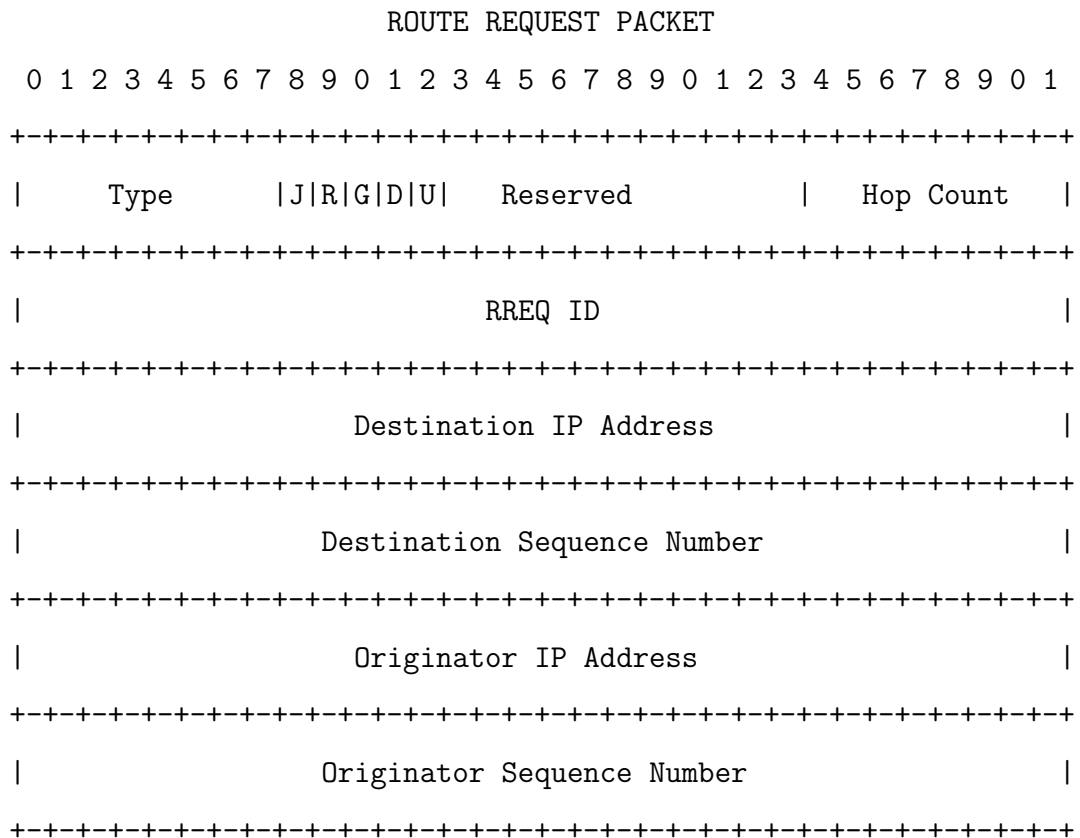 ROUTE REQUEST PACKET
0 1 2 3 4 5 6 7 8 9 0 1 2 3 4 5 6 7 8 9 0 1 2 3 4 5 6 7 8 9 0 1
+-+-+-+-+-+-+-+-+-+-+-+-+-+-+-+-+-+-+-+-+-+-+-+-+-+-+-+-+-+-+-+-+
|     Type      |J|R|G|D|U|   Reserved          |   Hop Count   |
+-+-+-+-+-+-+-+-+-+-+-+-+-+-+-+-+-+-+-+-+-+-+-+-+-+-+-+-+-+-+-+-+
|                            RREQ ID                            |
+-+-+-+-+-+-+-+-+-+-+-+-+-+-+-+-+-+-+-+-+-+-+-+-+-+-+-+-+-+-+-+-+
|                    Destination IP Address                     |
+-+-+-+-+-+-+-+-+-+-+-+-+-+-+-+-+-+-+-+-+-+-+-+-+-+-+-+-+-+-+-+-+
|                  Destination Sequence Number                  |
+-+-+-+-+-+-+-+-+-+-+-+-+-+-+-+-+-+-+-+-+-+-+-+-+-+-+-+-+-+-+-+-+
|                    Originator IP Address                      |
+-+-+-+-+-+-+-+-+-+-+-+-+-+-+-+-+-+-+-+-+-+-+-+-+-+-+-+-+-+-+-+-+
|                  Originator Sequence Number                   |
+-+-+-+-+-+-+-+-+-+-+-+-+-+-+-+-+-+-+-+-+-+-+-+-+-+-+-+-+-+-+-+-+